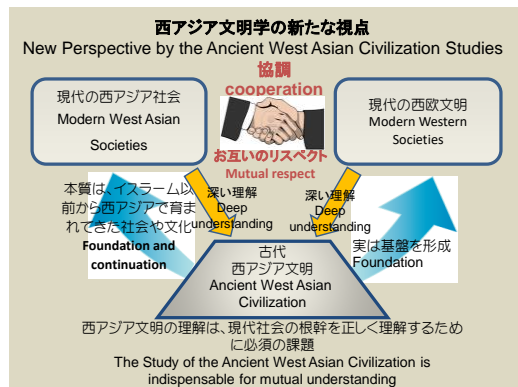 西アジア文明学の新たな視点
New Perspective by the Ancient West Asian Civilization Studies
協調
cooperation
現代の西アジア社会
Modern West Asian
Societies
現代の西欧文明
Modern Western
Societies
お互いのリスペクト
Mutual respect
本質は、イスラーム以
前から西アジアで育ま
れてきた社会や文化
Foundation and
continuation
深い理解
Deep
understanding
深い理解
Deep
understanding
実は基盤を形成
Foundation
古代
西アジア文明
Ancient West Asian
Civilization
西アジア文明の理解は、現代社会の根幹を正しく理解するため
に必須の課題
The Study of the Ancient West Asian Civilization is
indispensable for mutual understanding